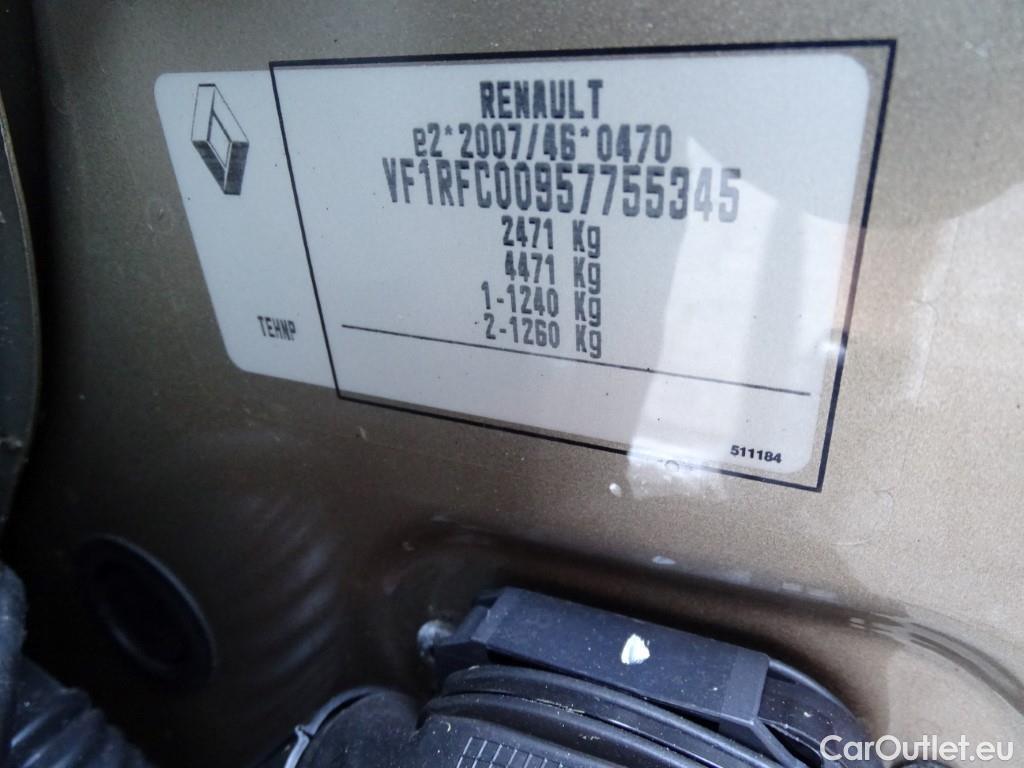 RENAULT
e2*2007/46*0470
VF1RFC00957755345
2471 Kg
4471 Kg
1-1240 Kg
2-1260 Kg
TEHNP
511184
CarOutlet.eu